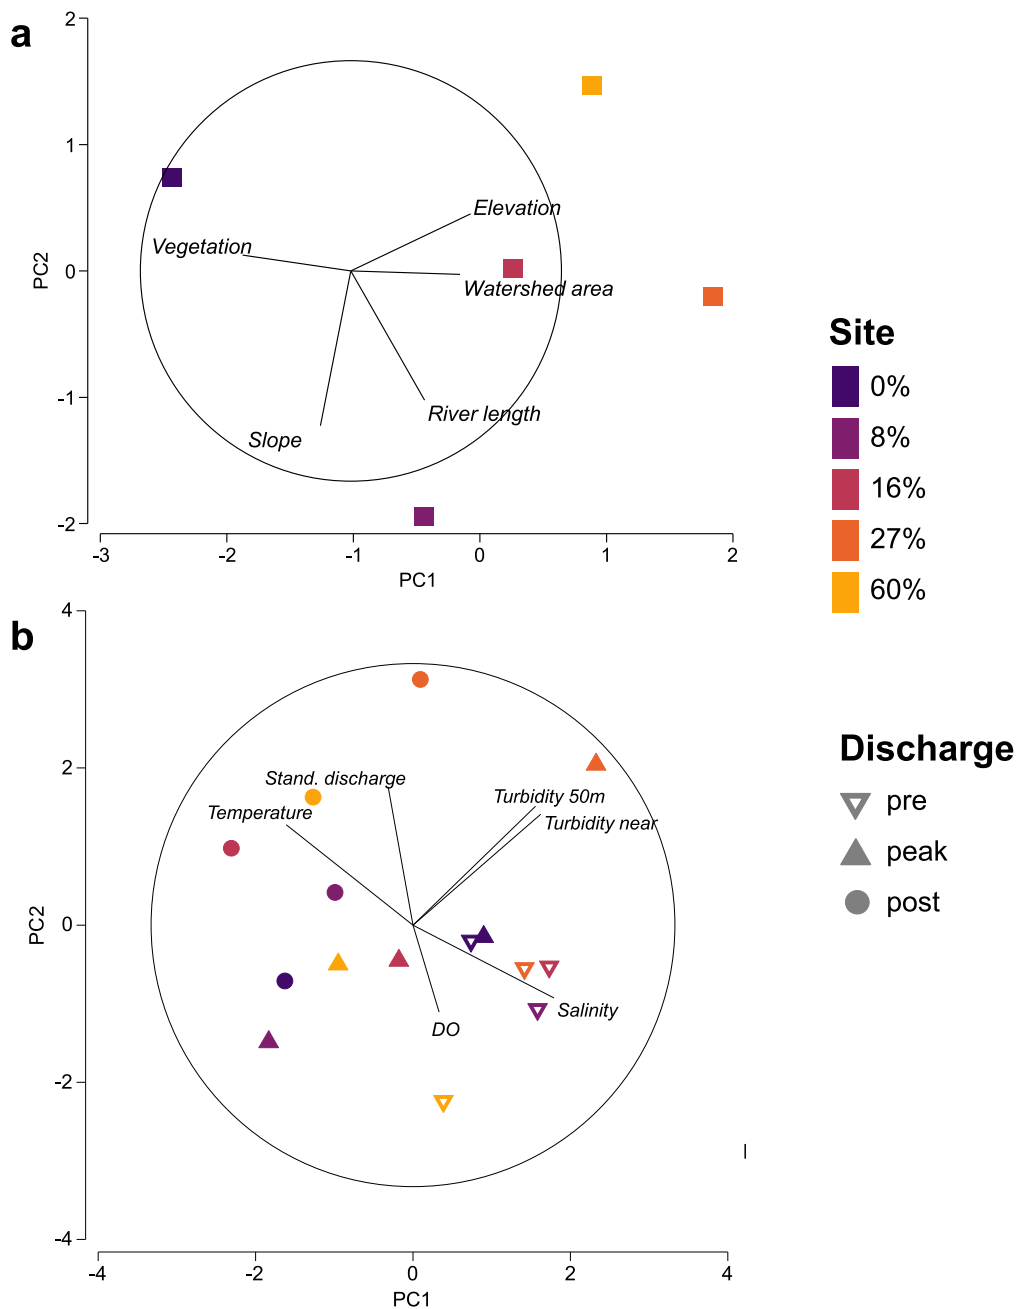 a
2
1
0
-1
-2
PC2
Elevation
Vegetation
Watershed area
River length
Slope
-3
-2
-1
0
1
2
PC1
Site
0%
8%
16%
27%
60%
b
4
2
0
-2
-4
PC2
Stand. discharge
Temperature
Turbidity 50m
Turbidity near
Salinity
DO
-4
-2
0
2
4
PC1
Discharge
pre
peak
post